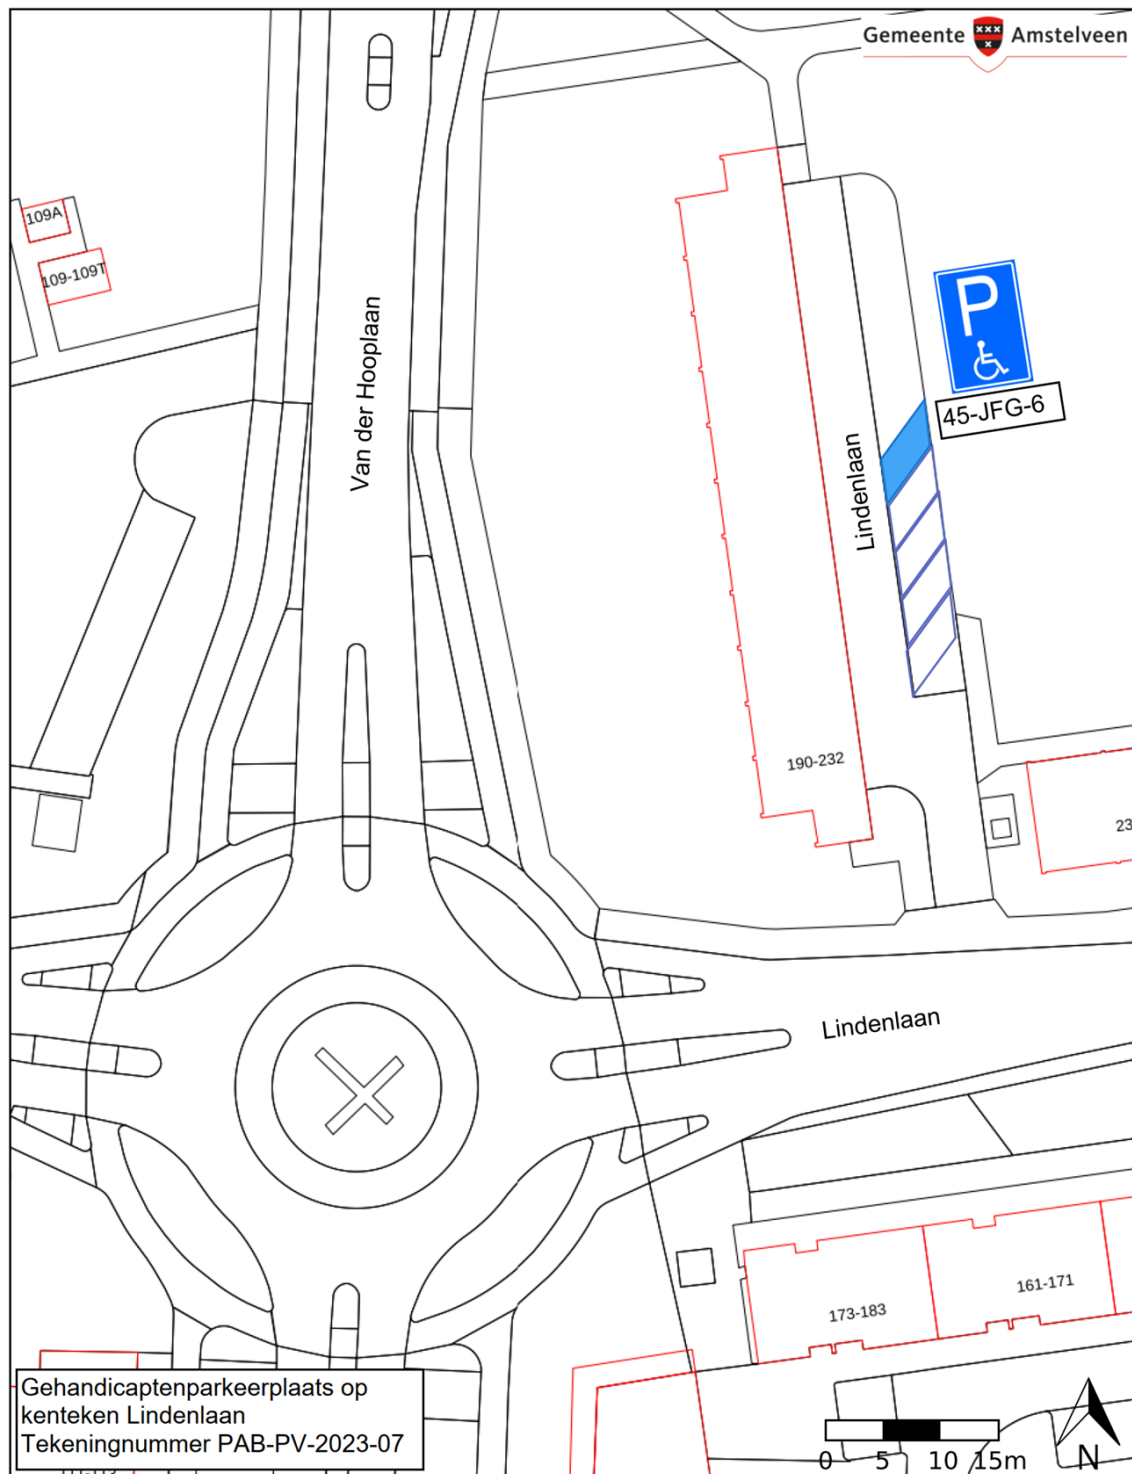 Gemeente Amstelveen
109A
109-109T
Van der Hooplaan
P
45-JFG-6
Lindenlaan
190-232
23
Lindenlaan
161-171
173-183
Gehandicaptenparkeerplaats op
kenteken Lindenlaan
Tekeningnummer PAB-PV-2023-07
0 5 10 15m
N